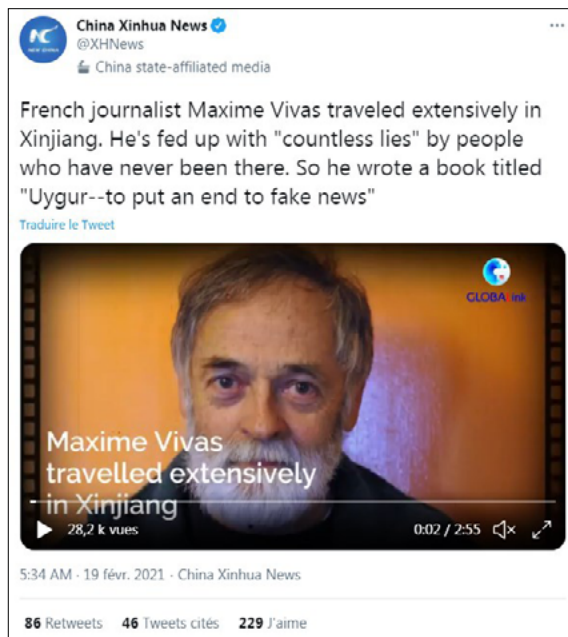 China Xinhua News
@XHNews
China state-affiliated media
French journalist Maxime Vivas traveled extensively in
Xinjiang. He's fed up with "countless lies" by people
who have never been there. So he wrote a book titled
"Uygur--to put an end to fake news"
Traduire le Tweet
GLOBALink
Maxime Vivas
travelled extensively
in Xinjiang
28,2 k vues
0:02 / 2:55
5:34 AM · 19 févr. 2021 · China Xinhua News
86 Retweets 46 Tweets cités 229 J'aime